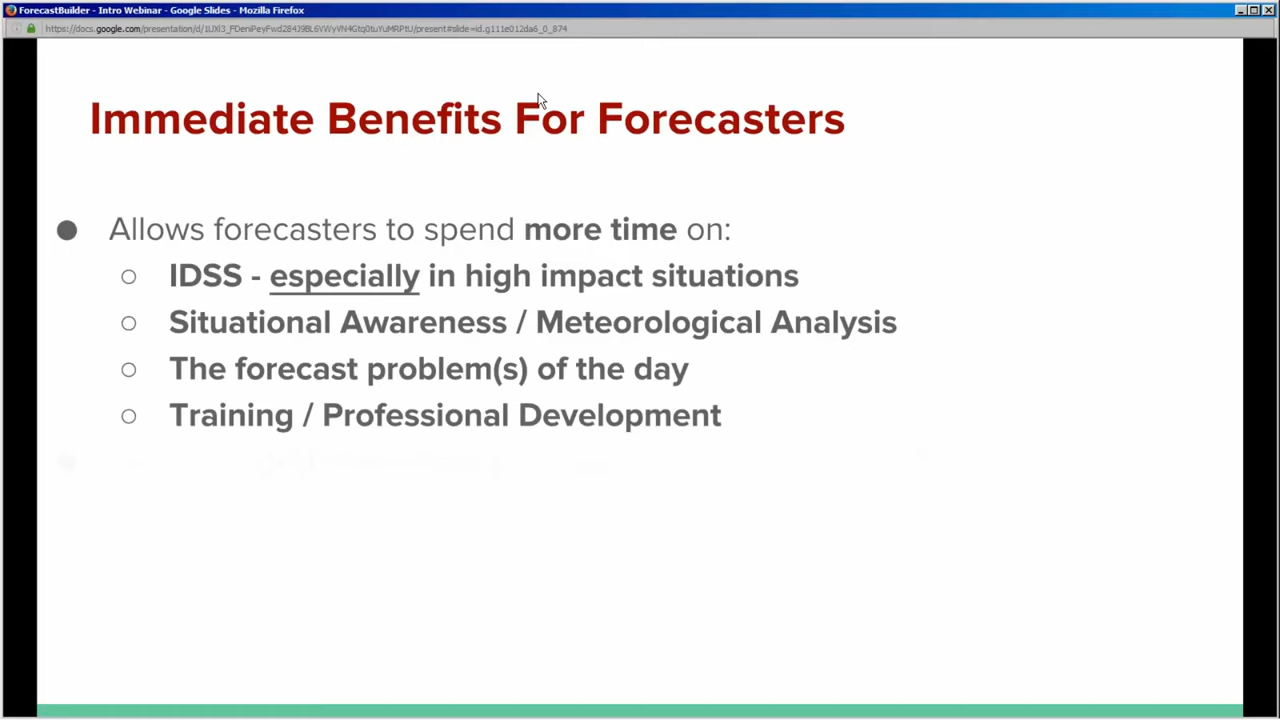 ForecastBuilder - Intro Webinar - Google Slides - Mozilla Firefox
Immediate Benefits For Forecasters
● Allows forecasters to spend more time on:
○ IDSS - especially in high impact situations
○ Situational Awareness / Meteorological Analysis
○ The forecast problem(s) of the day
○ Training / Professional Development